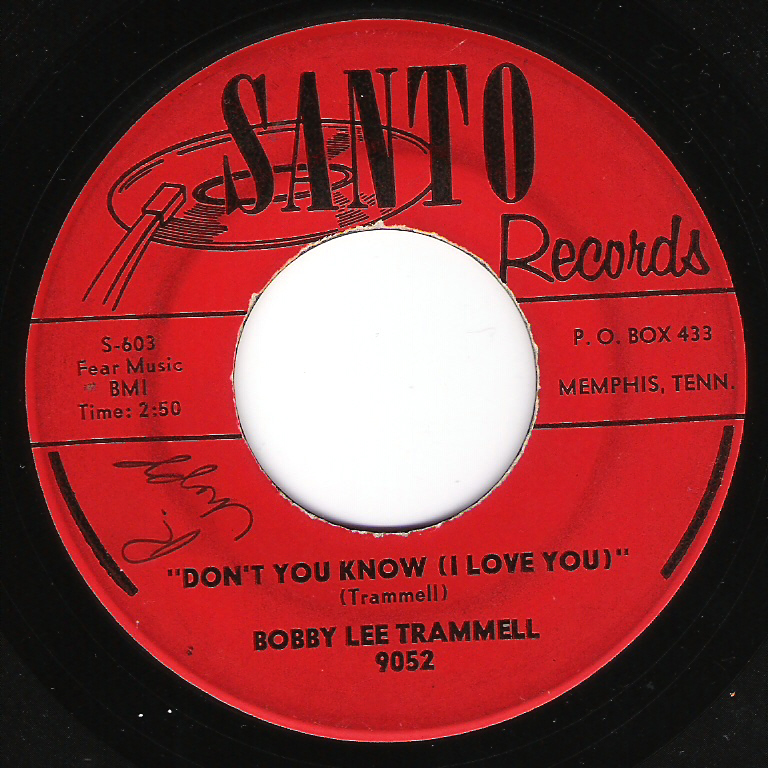 SANTO
Records
S-603
Fear Music
BMI
Time: 2:50
P. O. BOX 433
MEMPHIS, TENN.
"DON'T YOU KNOW (I LOVE YOU)"
(Trammell)
BOBBY LEE TRAMMELL
9052